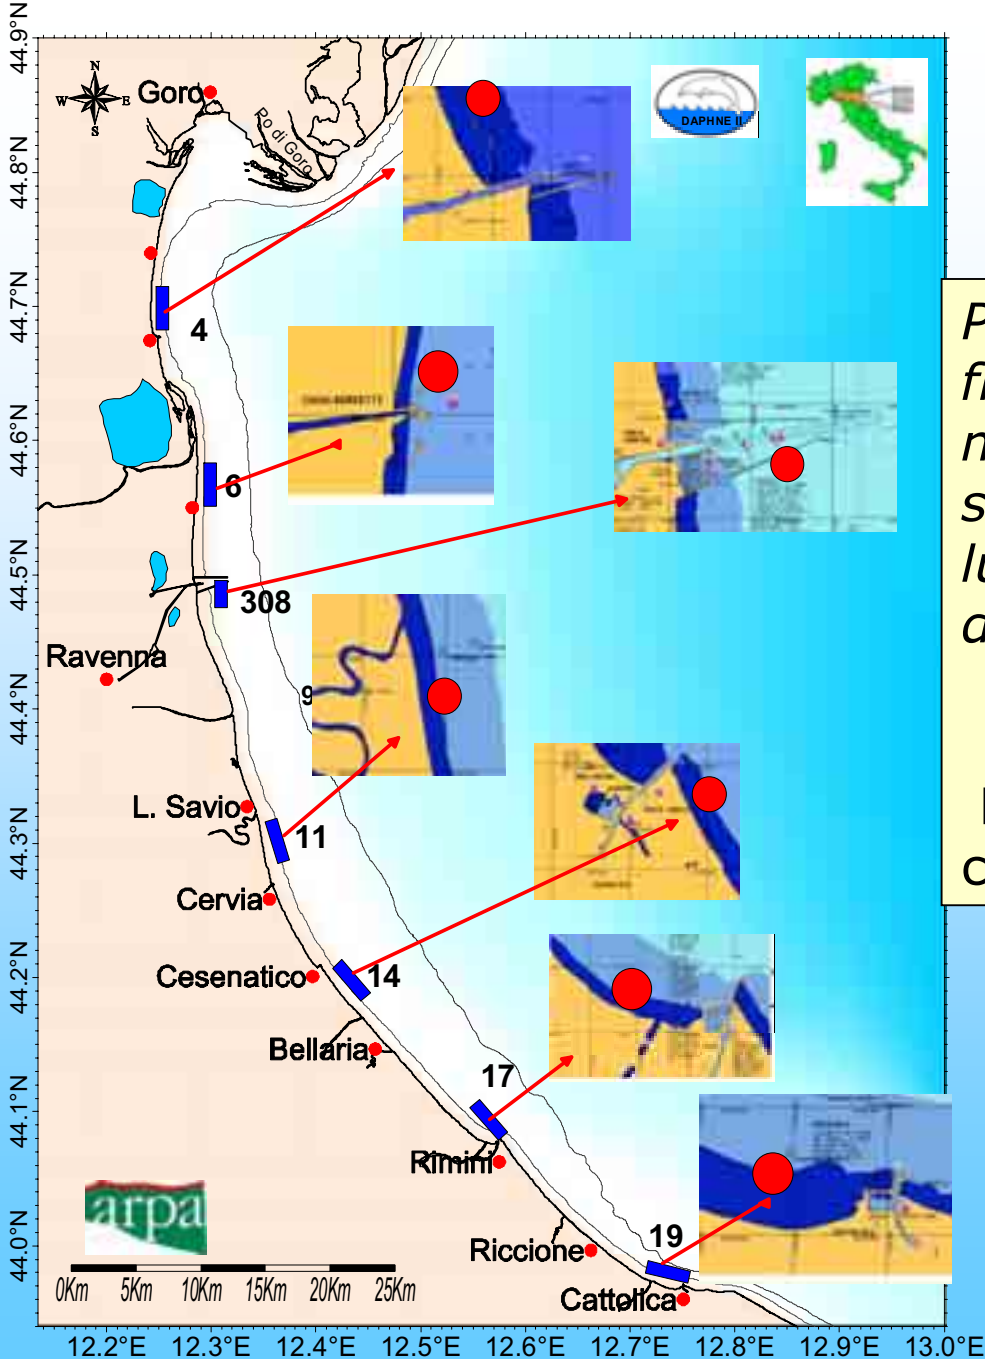 44.9°N
44.8°N
44.7°N
44.6°N
44.5°N
44.4°N
44.3°N
44.2°N
44.1°N
44.0°N
N
W E
S
Goro
Po di Goro
DAPHNE II
4
6
308
Ravenna
9
L. Savio
11
Cervia
Cesenatico
14
Bellaria
17
Rimini
Riccione
19
Cattolica
arpa
0Km 5Km 10Km 15Km 20Km 25Km
12.2°E 12.3°E 12.4°E 12.5°E 12.6°E 12.7°E 12.8°E 12.9°E 13.0°E